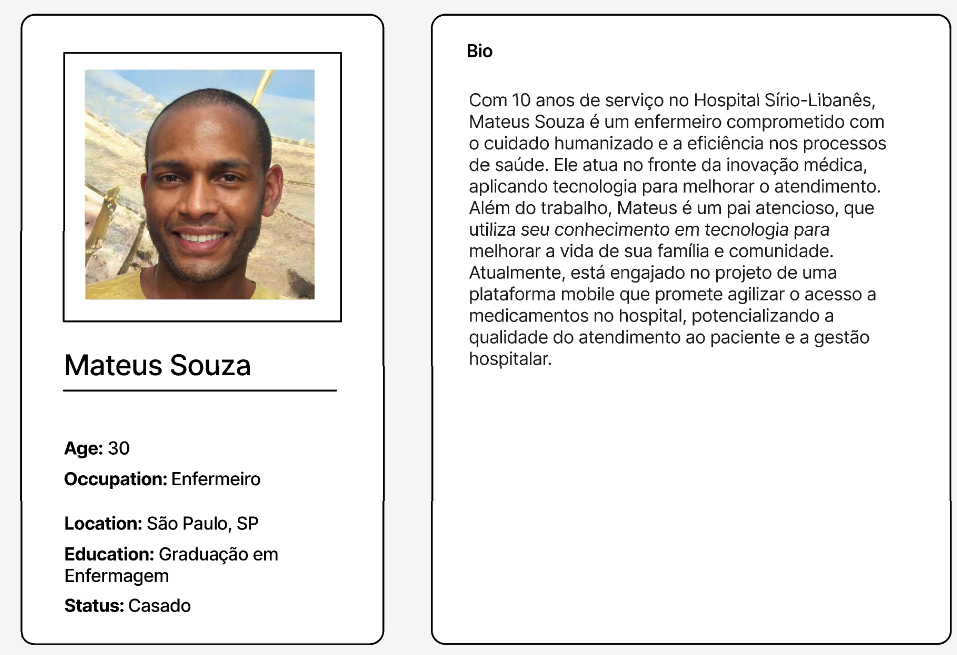 Mateus Souza
Age: 30
Occupation: Enfermeiro
Location: São Paulo, SP
Education: Graduação em
Enfermagem
Status: Casado
Bio
Com 10 anos de serviço no Hospital Sírio-Libanês,
Mateus Souza é um enfermeiro comprometido com
o cuidado humanizado e a eficiência nos processos
de saúde. Ele atua no fronte da inovação médica,
aplicando tecnologia para melhorar o atendimento.
Além do trabalho, Mateus é um pai atencioso, que
utiliza seu conhecimento em tecnologia para
melhorar a vida de sua família e comunidade.
Atualmente, está engajado no projeto de uma
plataforma mobile que promete agilizar o acesso a
medicamentos no hospital, potencializando a
qualidade do atendimento ao paciente e a gestão
hospitalar.